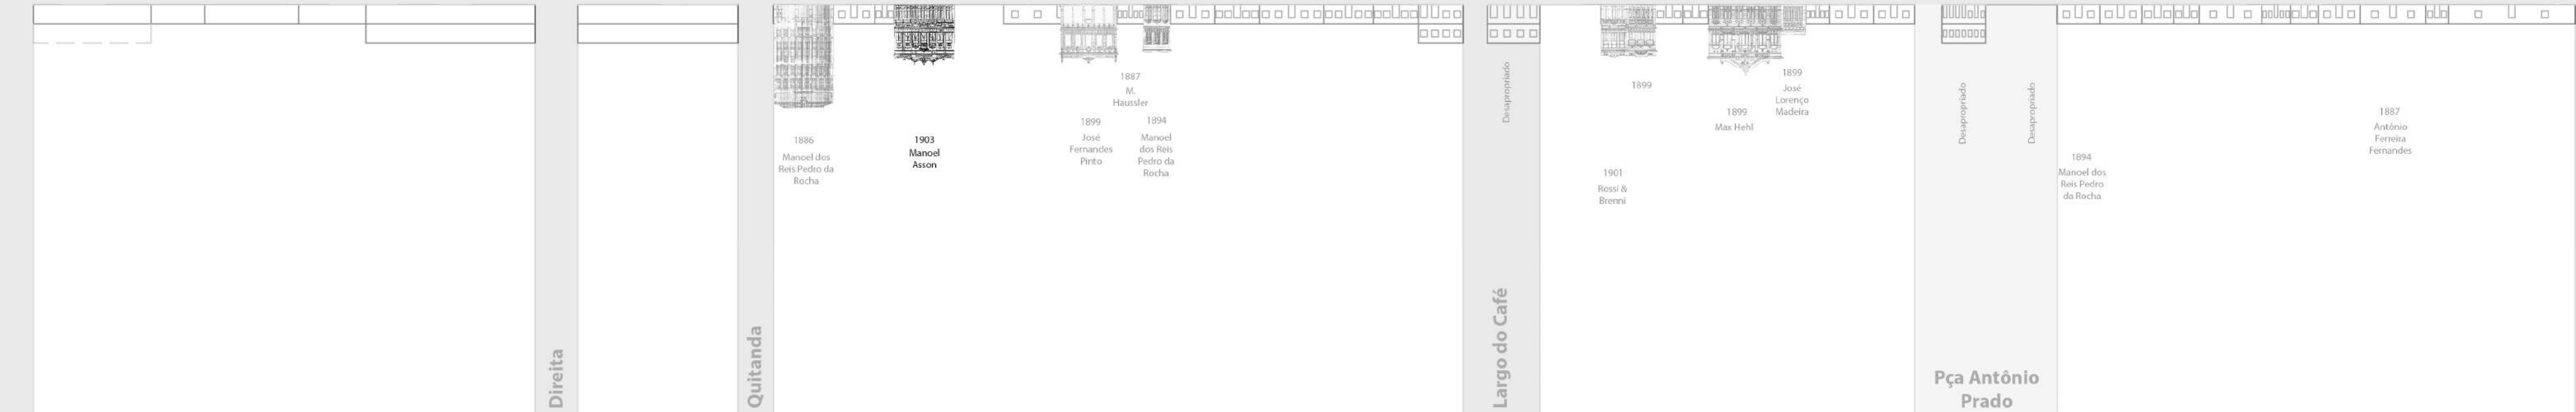 1886
Manoel dos
Reis Pedro da
Rocha
1903
Manoel
Asson
1899
José
Fernandes
Pinto
1887
M.
Haussler
1894
Manoel
dos Reis
Pedro da
Rocha
Desapropriado
1901
Rossi &
Brenni
1899
1899
Max Hehl
1899
José
Lorenço
Madeira
Desapropriado
Desapropriado
1894
Manoel dos
Reis Pedro
da Rocha
1887
Antônio
Ferreira
Fernandes
Direita
Quitanda
Largo do Café
Pça Antônio
Prado